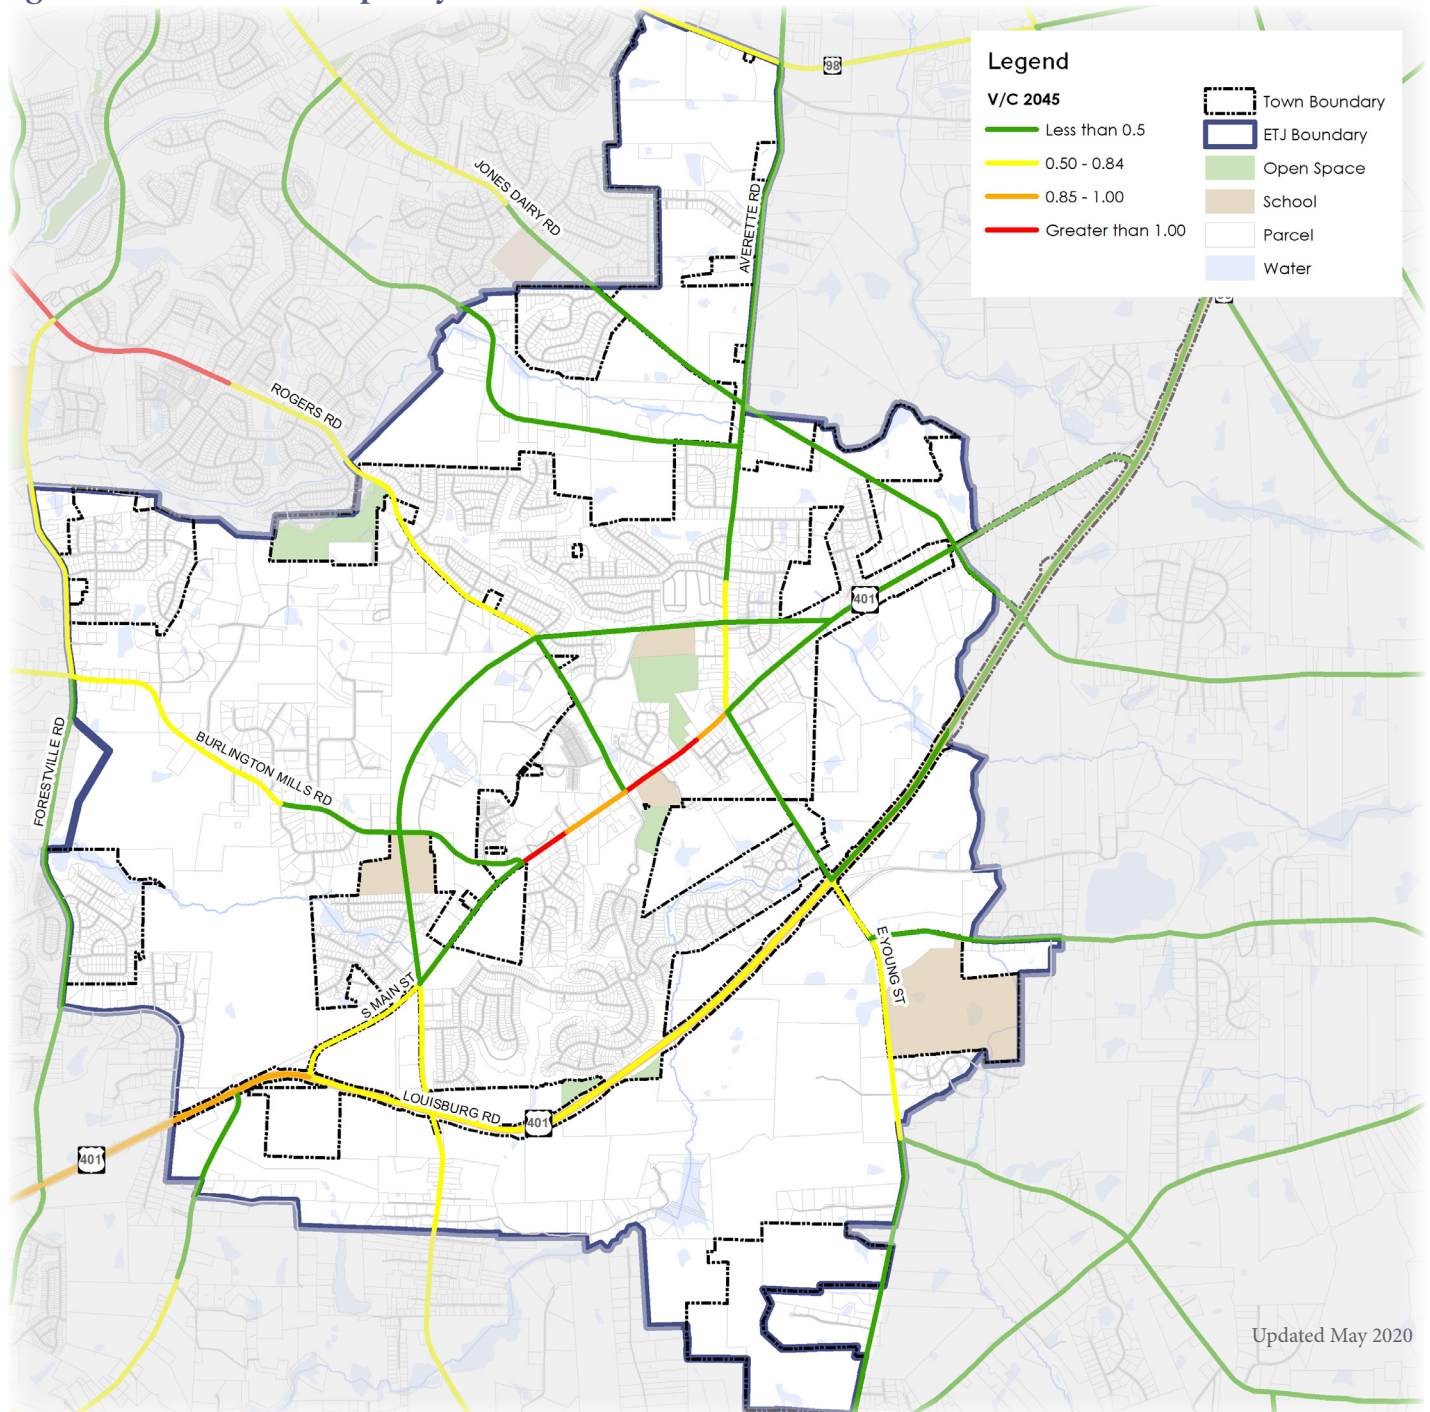 98
Legend
V/C 2045
Less than 0.5
0.50 - 0.84
0.85 - 1.00
Greater than 1.00
Town Boundary
ETJ Boundary
Open Space
School
Parcel
Water
JONES DAIRY RD
AVERETTE RD
ROGERS RD
401
FORESTVILLE RD
BURLINGTON MILLS RD
E YOUNG ST
S MAIN ST
LOUISBURG RD
401
401
Updated May 2020